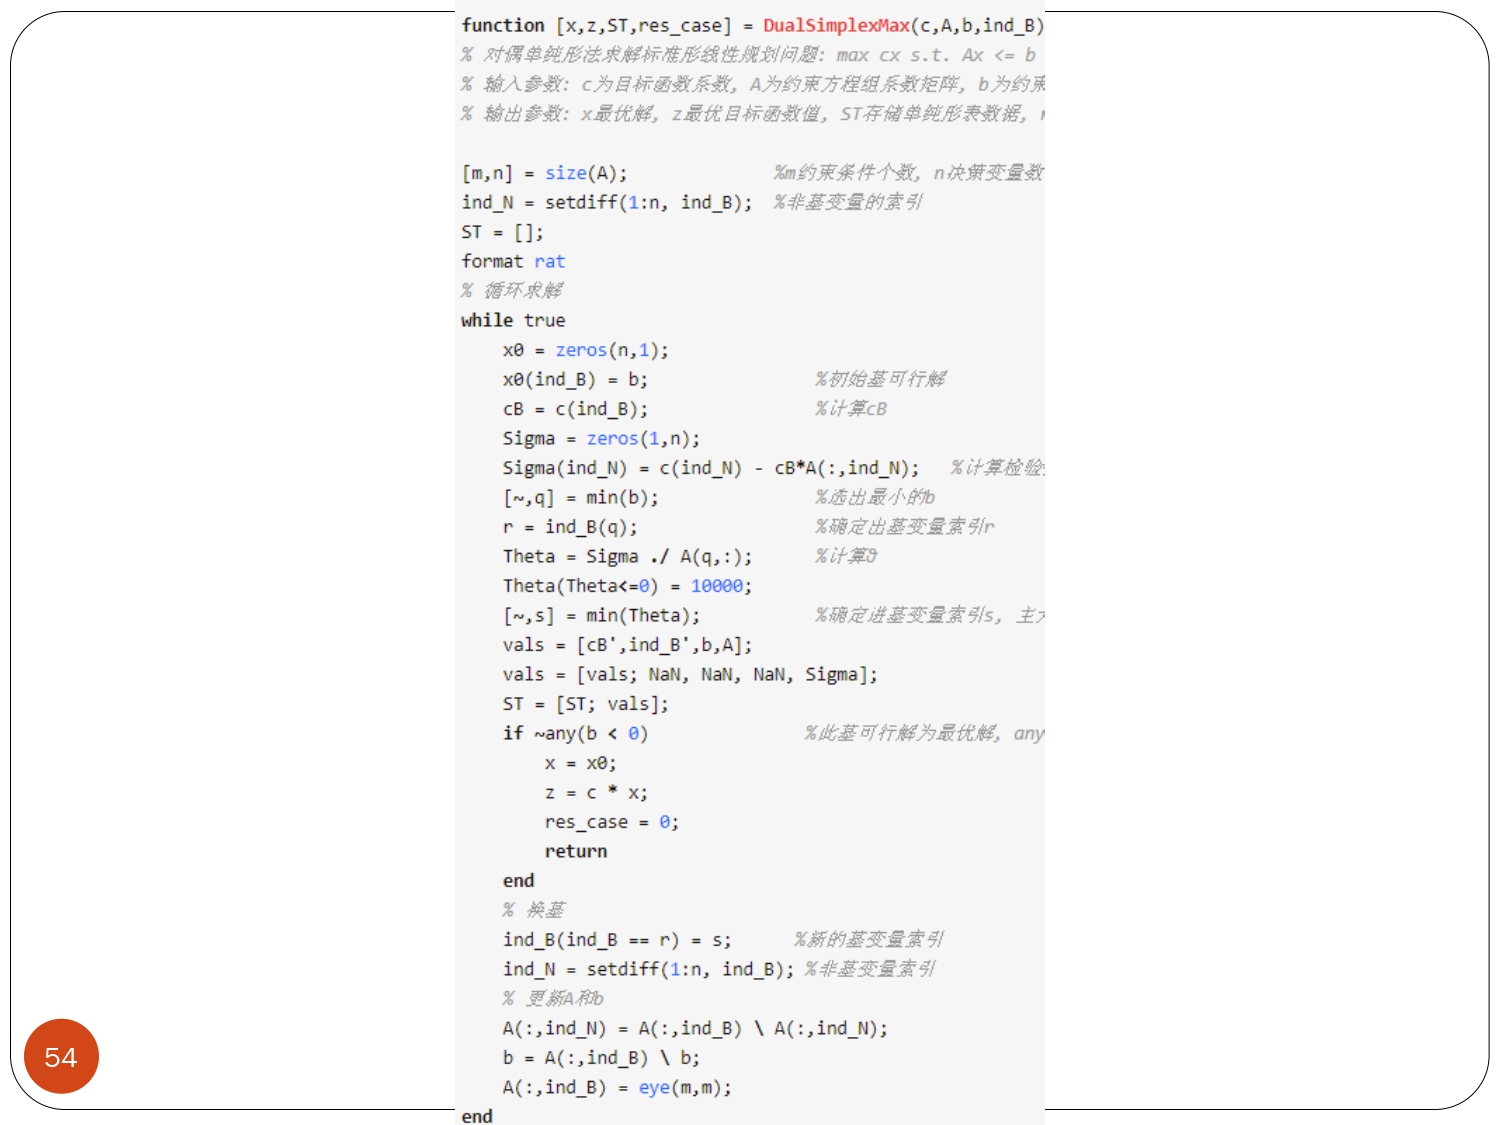 function [x,z,ST,res_case] = DualSimplexMax(c,A,b,ind_B)
% 对偶单纯形法求解标准形线性规划问题: max cx s.t. Ax <= b
% 输入参数: c为目标函数系数, A为约束方程组系数矩阵, b为约束
% 输出参数: x最优解, z最优目标函数值, ST存储单纯形表数据,
[m,n] = size(A); %m约束条件个数, n决策变量数
ind_N = setdiff(1:n, ind_B); %非基变量的索引
ST = [];
format rat
% 循环求解
while true
x0 = zeros(n,1);
x0(ind_B) = b; %初始基可行解
cB = c(ind_B); %计算cB
Sigma = zeros(1,n);
Sigma(ind_N) = c(ind_N) - cB*A(:,ind_N); %计算检验
[~,q] = min(b); %选出最小的b
r = ind_B(q); %确定出基变量索引r
Theta = Sigma ./ A(q,:); %计算θ
Theta(Theta<=0) = 10000;
[~,s] = min(Theta); %确定进基变量索引s, 主
vals = [cB',ind_B',b,A];
vals = [vals; NaN, NaN, NaN, Sigma];
ST = [ST; vals];
if ~any(b < 0) %此基可行解为最优解, any
x = x0;
z = c * x;
res_case = 0;
return
end
% 换基
ind_B(ind_B == r) = s; %新的基变量索引
ind_N = setdiff(1:n, ind_B); %非基变量索引
% 更新A和b
A(:,ind_N) = A(:,ind_B) \ A(:,ind_N);
b = A(:,ind_B) \ b;
A(:,ind_B) = eye(m,m);
end
54